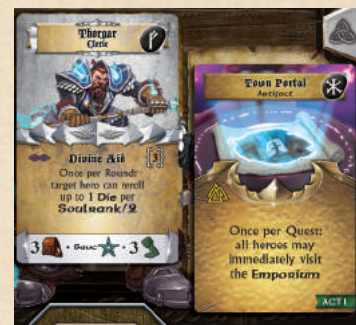 Thorgar
Cleric
Divine Aid
Once per Round:
target hero can reroll
up to 1 Die per
Soulrank/2
3 • Save • 3
Town Portal
Artifact
Once per Quest:
all heroes may
immediately visit
the Emporium
ACT I